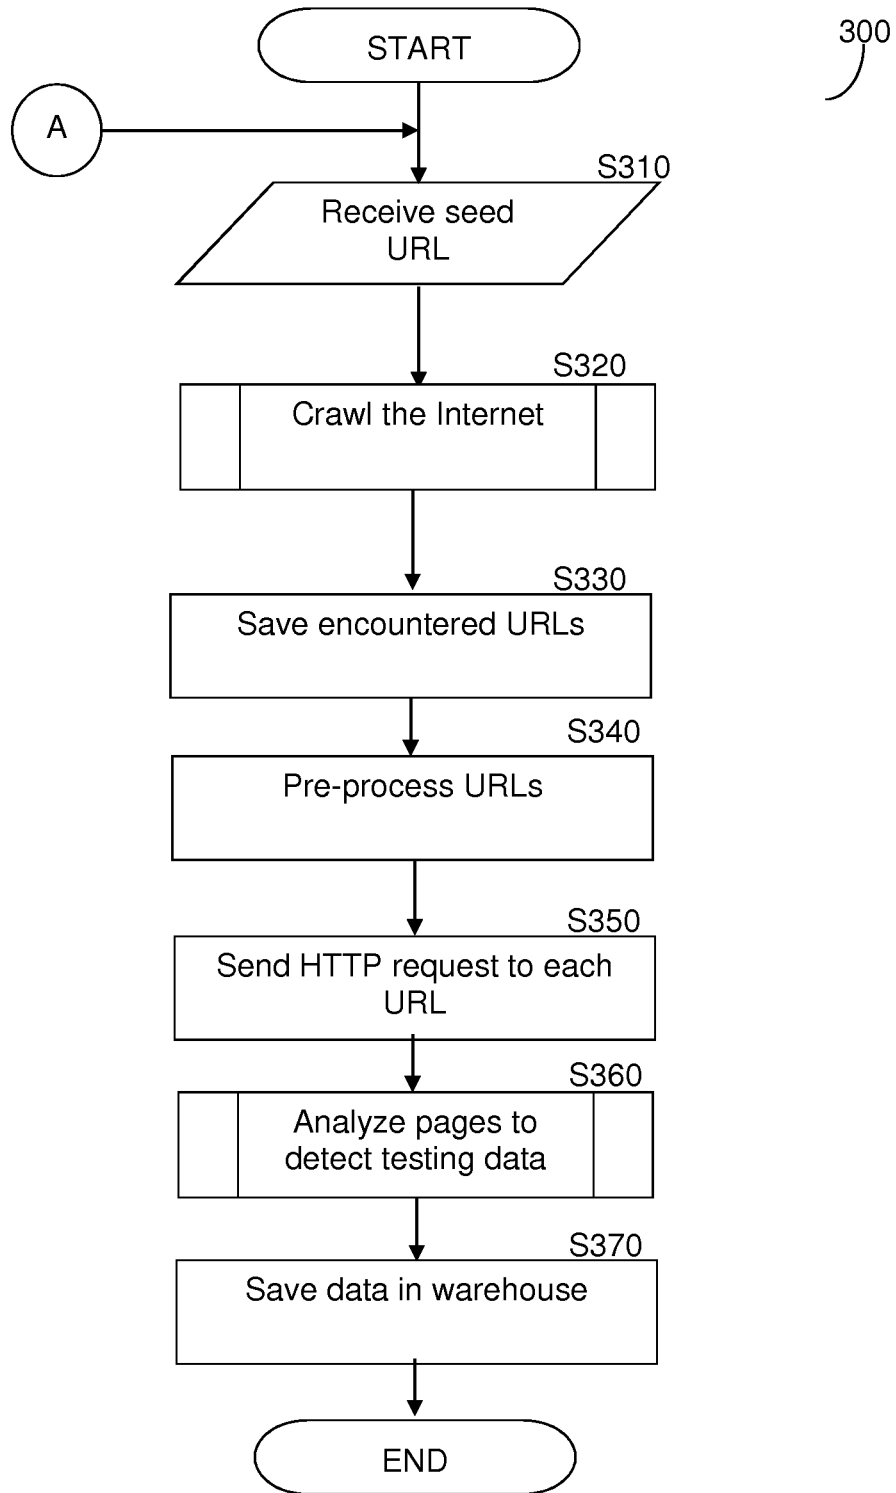 START
300
A
S310
Receive seed
URL
S320
Crawl the Internet
S330
Save encountered URLs
S340
Pre-process URLs
S350
Send HTTP request to each
URL
S360
Analyze pages to
detect testing data
S370
Save data in warehouse
END